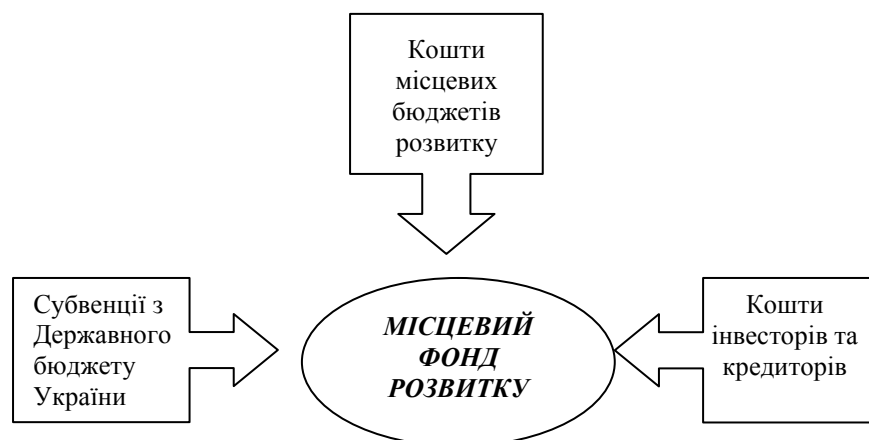 Кошти
місцевих
бюджетів
розвитку
Субвенції з
Державного
бюджету
України
МІСЦЕВИЙ
ФОНД
РОЗВИТКУ
Кошти
інвесторів та
кредиторів